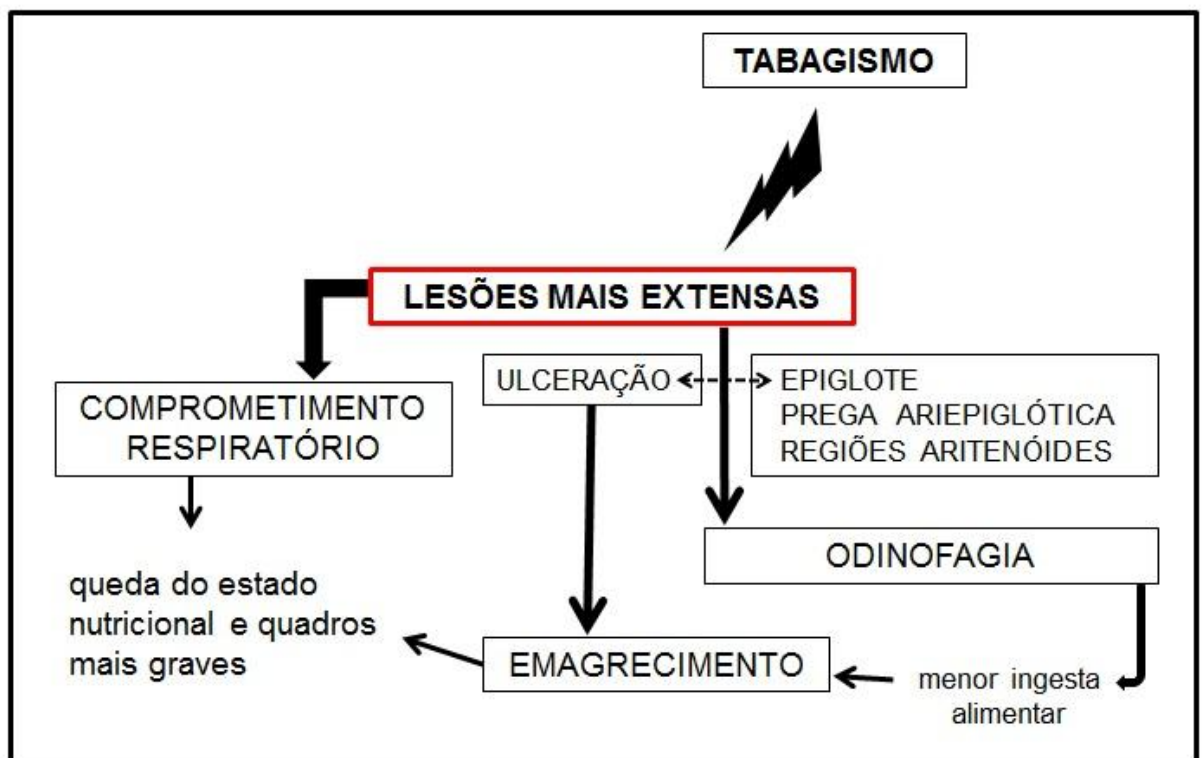 TABAGISMO
LESÕES MAIS EXTENSAS
COMPROMETIMENTO
RESPIRATÓRIO
ULCERAÇÃO
EPIGLOTE
PREGA ARIEPIGLÓTICA
REGIÕES ARITENÓIDES
ODINOFAGIA
queda do estado
nutricional e quadros
mais graves
EMAGRECIMENTO
menor ingesta
alimentar